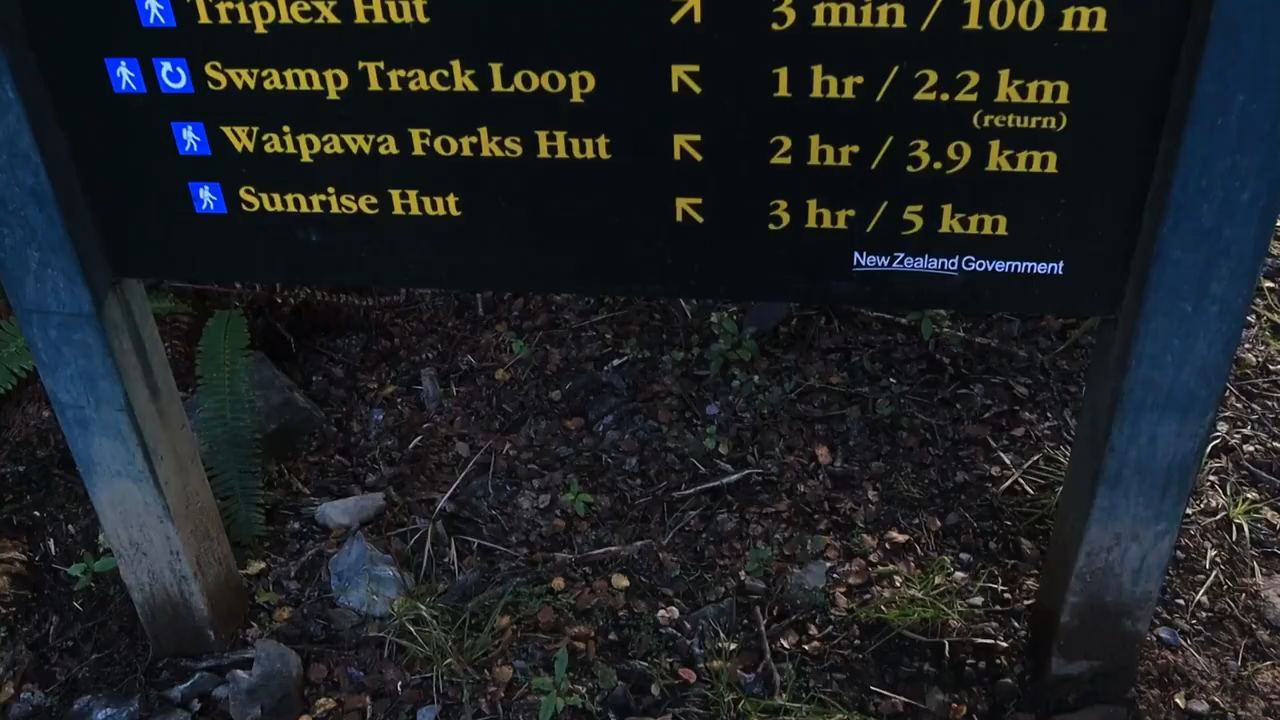 Triplex Hut 3 min / 100 m
Swamp Track Loop 1 hr / 2.2 km
(return)
Waipawa Forks Hut 2 hr / 3.9 km
Sunrise Hut 3 hr / 5 km
New Zealand Government